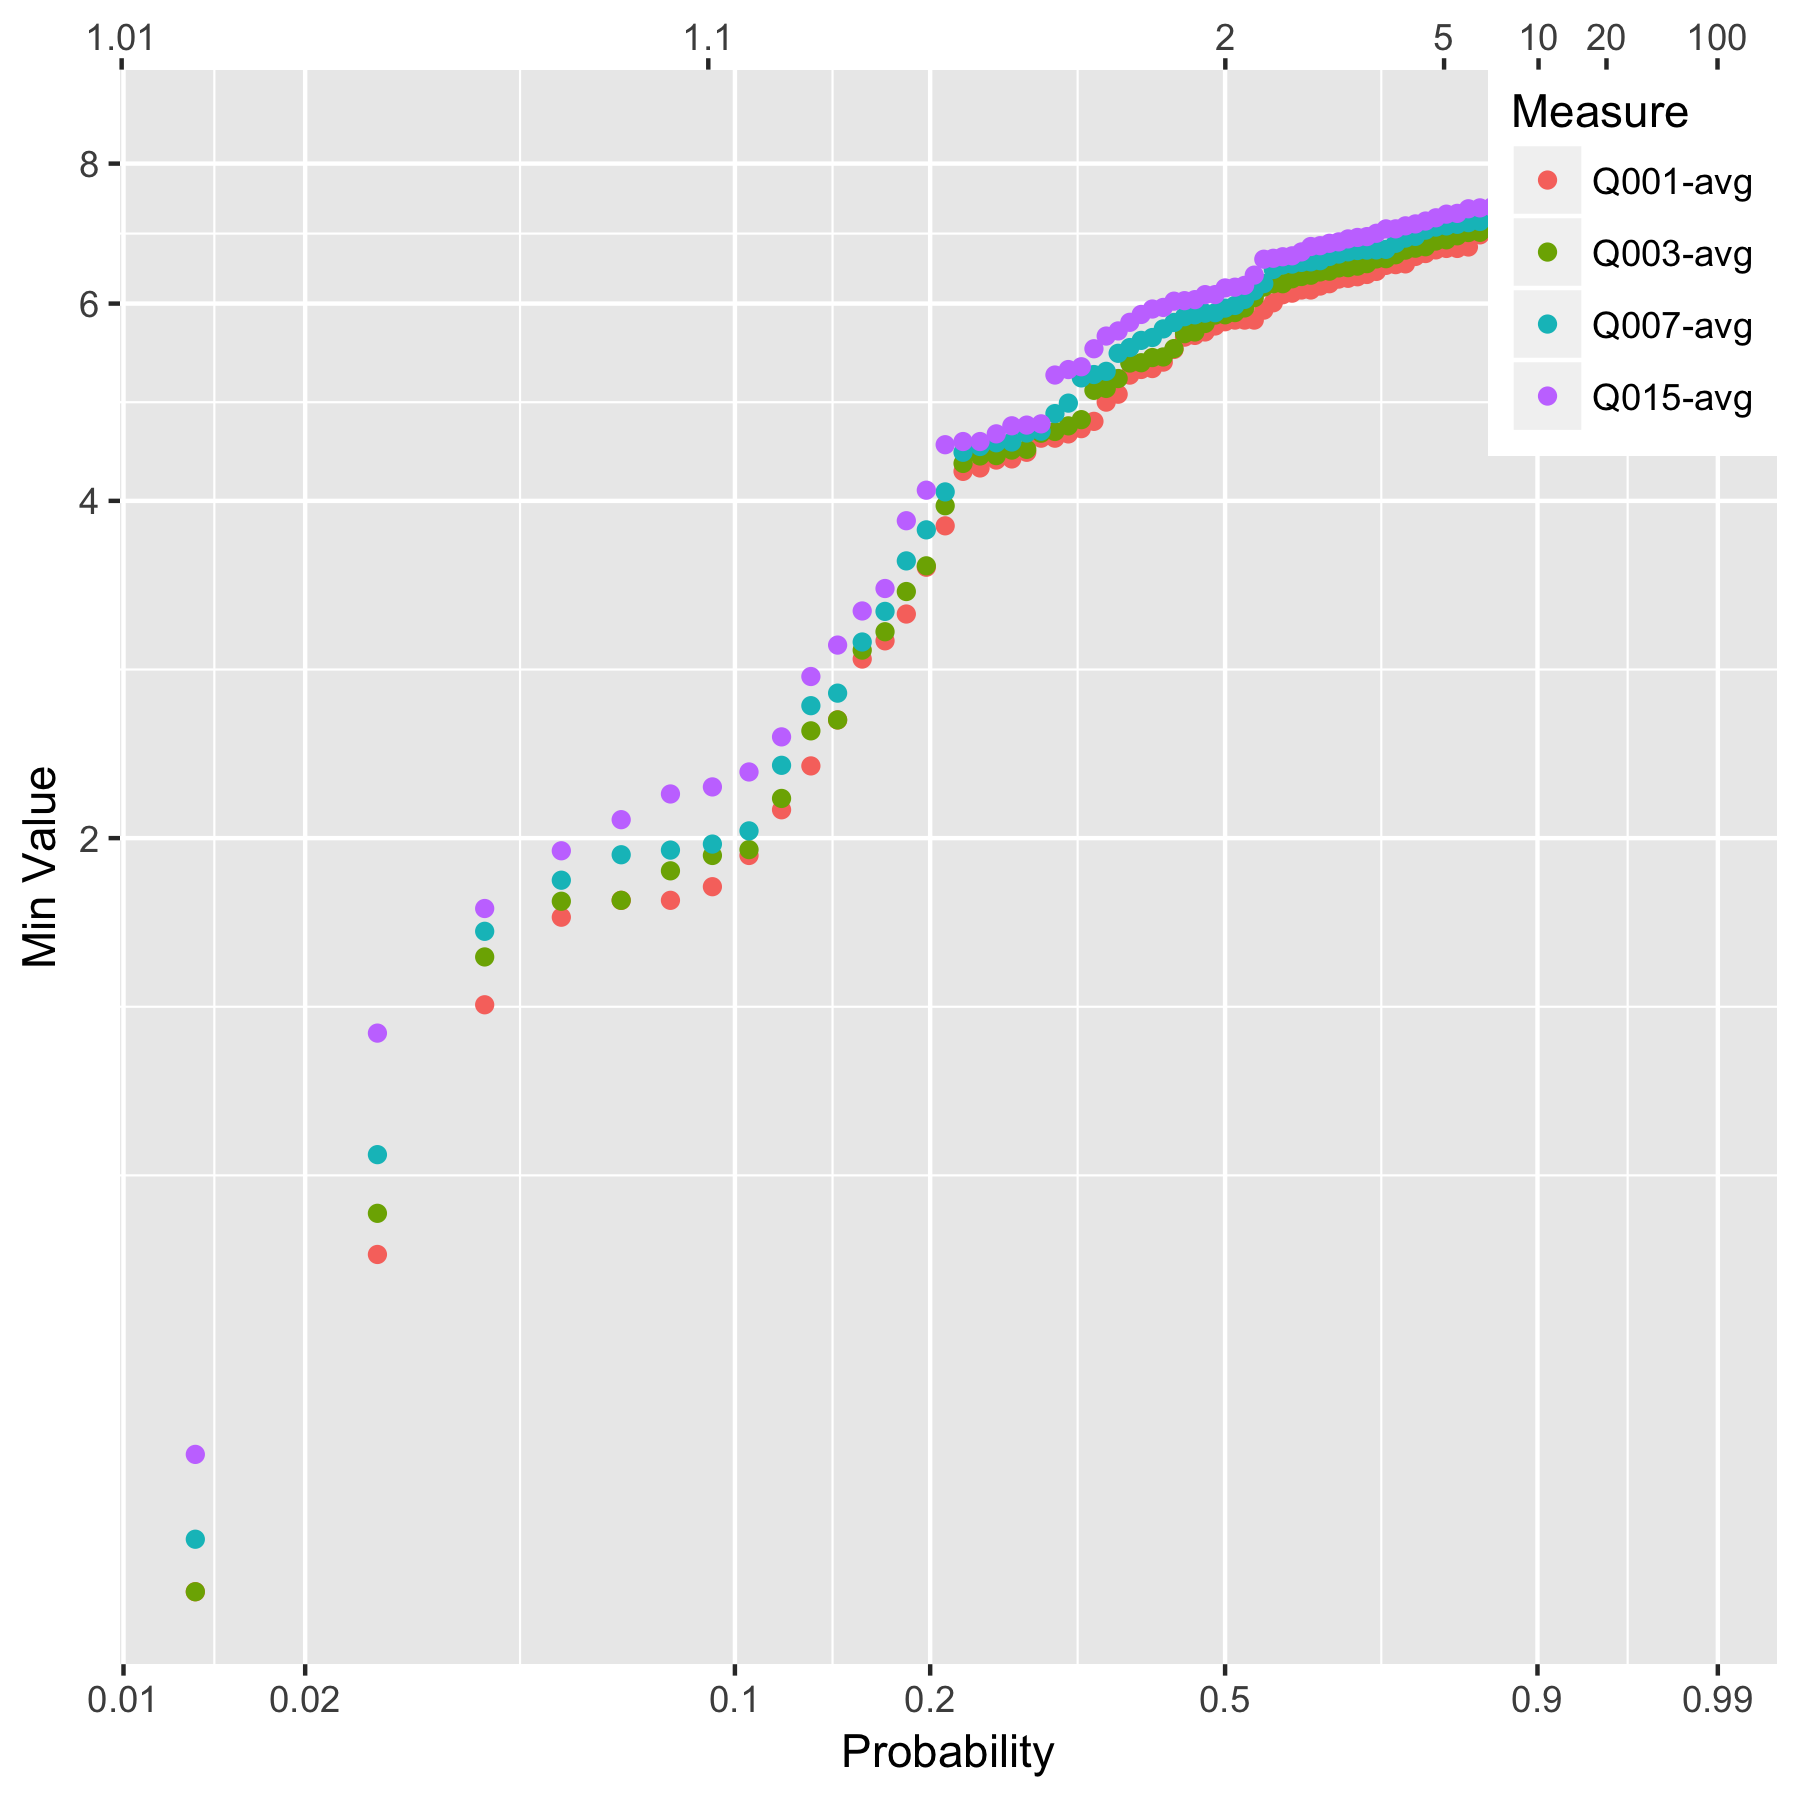 1.01 1.1 2 5 10 20 100
Measure
Q001-avg
Q003-avg
Q007-avg
Q015-avg
8
6
4
2
Min Value
0.01 0.02 0.1 0.2 0.5 0.9 0.99
Probability